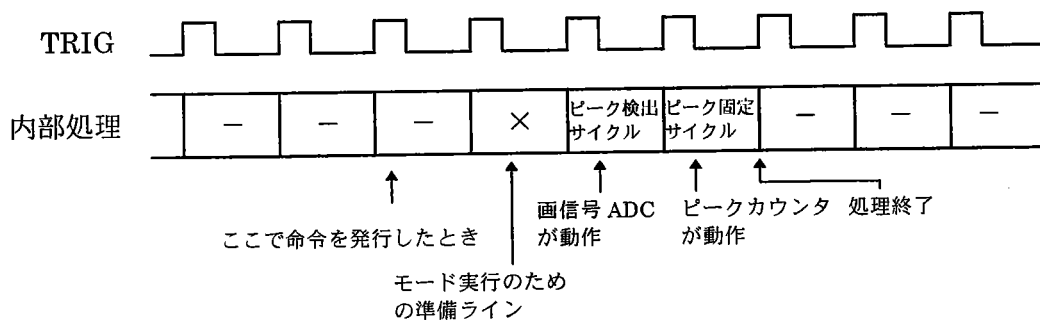 TRIG
内部処理
－ － － × ピーク検出 ピーク固定 － － －
サイクル サイクル
画信号 ADC ピークカウンタ 処理終了
が動作 が動作
ここで命令を発行したとき
モード実行のため
の準備ライン